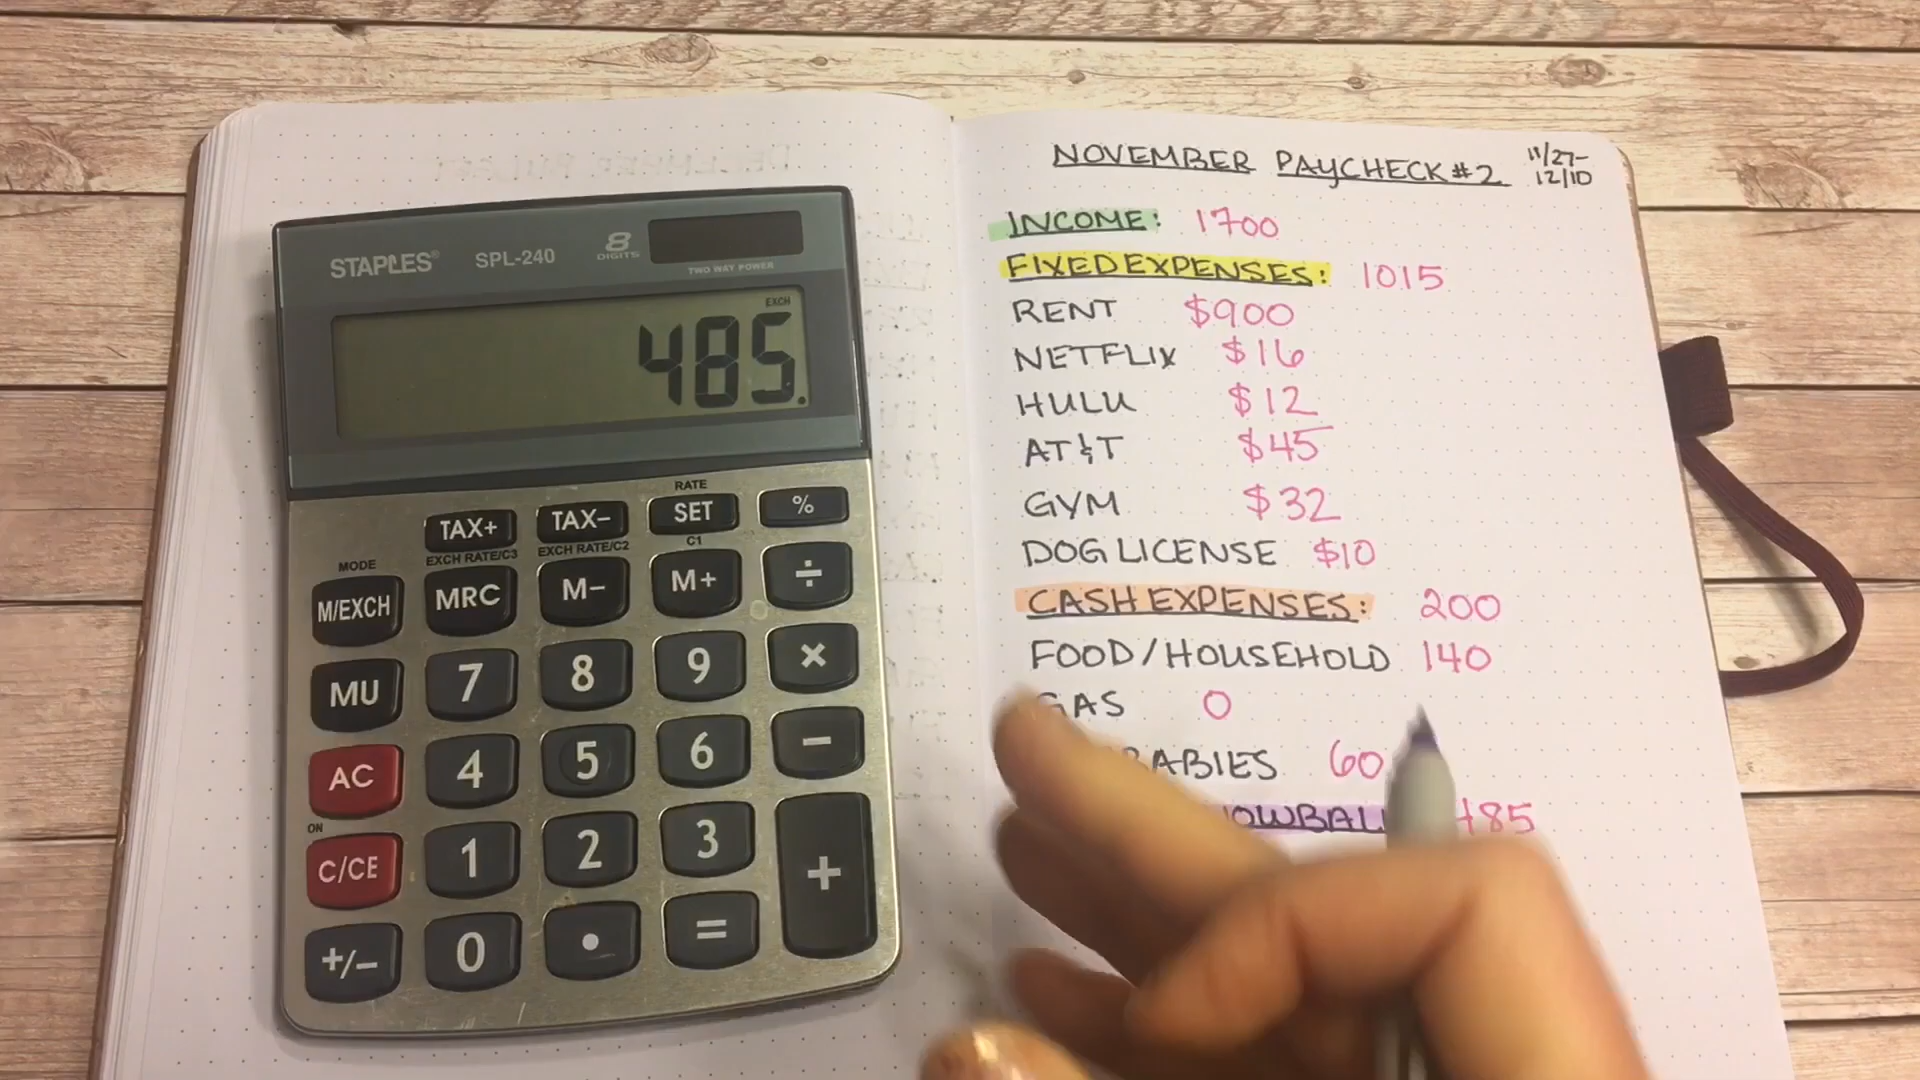 STAPLES® SPL-240 8 DIGITS
TWO WAY POWER
EXCH
485.
RATE
TAX+ TAX- SET %
EXCH RATE/C3 EXCH RATE/C2 C1
MODE
M/EXCH MRC M- M+ ÷
MU 7 8 9 ×
AC 4 5 6 -
ON
C/CE 1 2 3 +
+/- 0 . =
NOVEMBER PAYCHECK #2 11/27-
12/10
INCOME: 1700
FIXED EXPENSES: 1015
RENT $900
NETFLIX $16
HULU $12
AT&T $45
GYM $32
DOG LICENSE $10
CASH EXPENSES: 200
FOOD/HOUSEHOLD 140
GAS 0
BABIES 60
485